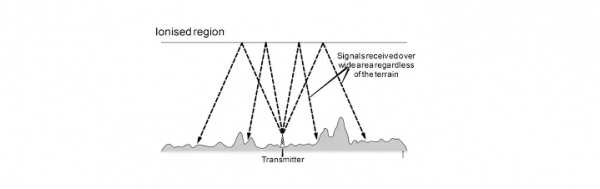 Ionised region
Signals received over
wide area regardless
of the terrain
Transmitter